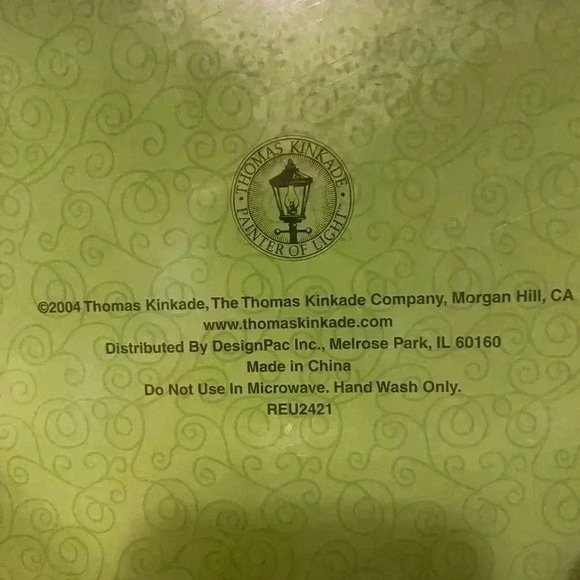 THOMAS KINKADE
PAINTER OF LIGHT™
©2004 Thomas Kinkade, The Thomas Kinkade Company, Morgan Hill, CA
www.thomaskinkade.com
Distributed By DesignPac Inc., Melrose Park, IL 60160
Made in China
Do Not Use In Microwave. Hand Wash Only.
REU2421